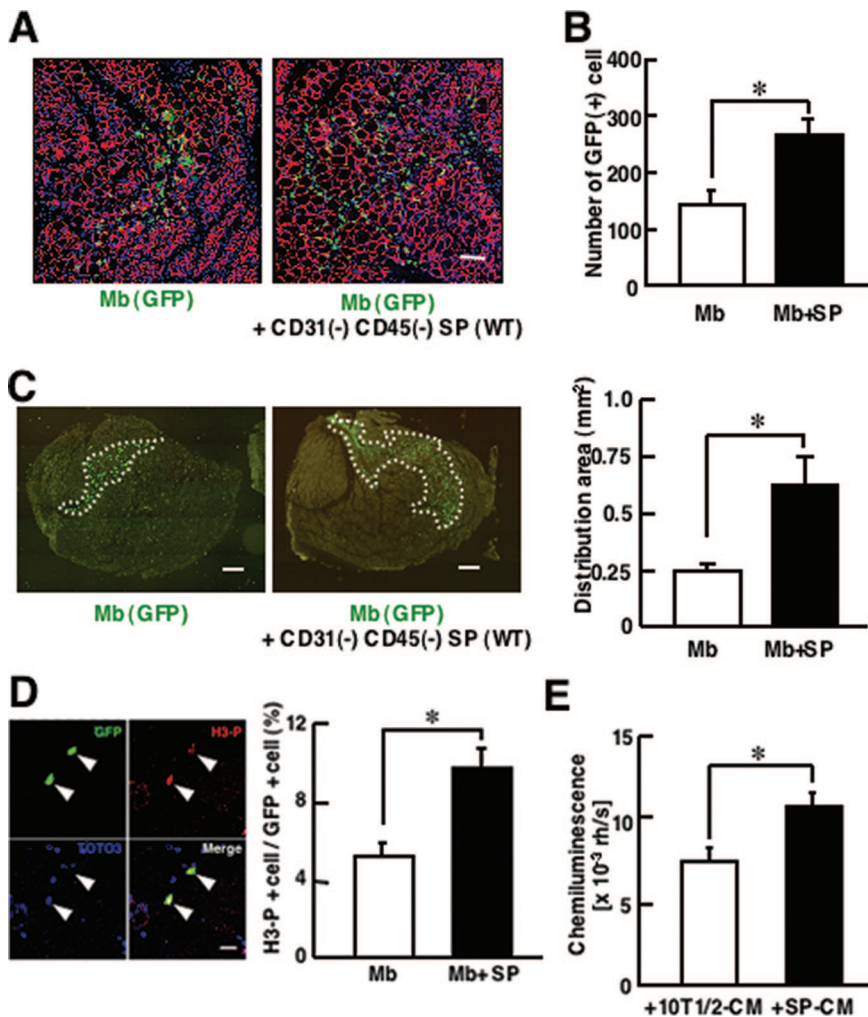 A
Mb (GFP)
Mb (GFP)
+ CD31(-) CD45(-) SP (WT)
B
Number of GFP(+) cell
400
300
200
100
0
*
Mb
Mb+SP
C
Mb (GFP)
Mb (GFP)
+ CD31(-) CD45(-) SP (WT)
Distribution area (mm²)
1.0
0.75
0.5
0.25
0
*
Mb
Mb+SP
D
GFP
H3-P
TOTO3
Merge
H3-P +cell / GFP +cell (%)
12
8
4
0
*
Mb
Mb+SP
E
Chemiluminescence
[x 10⁻³ rh/s]
15
10
5
0
*
+10T1/2-CM
+SP-CM